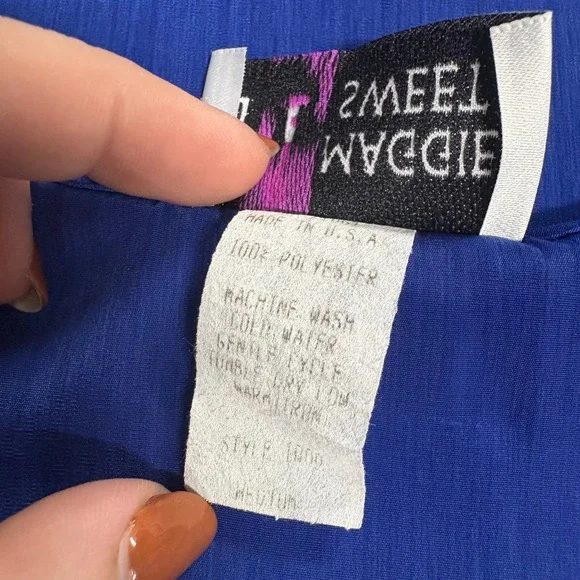 MAGGIE
SWEET
MADE IN U.S.A
100% POLYESTER
MACHINE WASH
COLD WATER
GENTLE CYCLE
TUMBLE DRY LOW
WARM IRON
STYLE 1000
MEDIUM